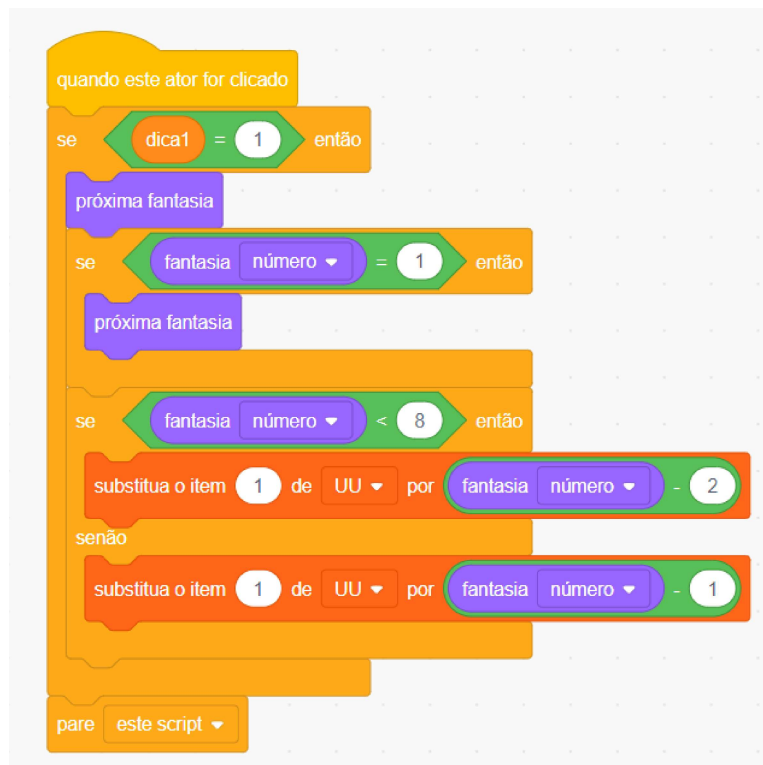 quando este ator for clicado
se dica1 = 1 então
próxima fantasia
se fantasia número = 1 então
próxima fantasia
se fantasia número < 8 então
substitua o item 1 de UU por fantasia número - 2
senão
substitua o item 1 de UU por fantasia número - 1
pare este script